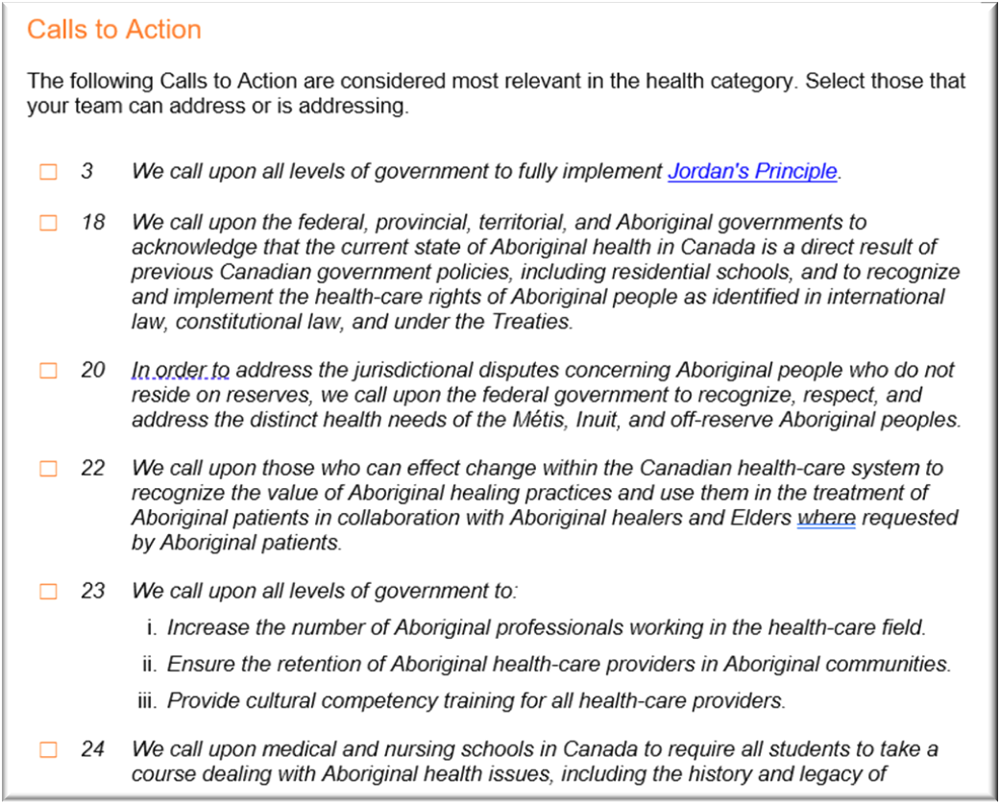 Calls to Action
The following Calls to Action are considered most relevant in the health category. Select those that
your team can address or is addressing.
3 We call upon all levels of government to fully implement Jordan's Principle.
18 We call upon the federal, provincial, territorial, and Aboriginal governments to
acknowledge that the current state of Aboriginal health in Canada is a direct result of
previous Canadian government policies, including residential schools, and to recognize
and implement the health-care rights of Aboriginal people as identified in international
law, constitutional law, and under the Treaties.
20 In order to address the jurisdictional disputes concerning Aboriginal people who do not
reside on reserves, we call upon the federal government to recognize, respect, and
address the distinct health needs of the Métis, Inuit, and off-reserve Aboriginal peoples.
22 We call upon those who can effect change within the Canadian health-care system to
recognize the value of Aboriginal healing practices and use them in the treatment of
Aboriginal patients in collaboration with Aboriginal healers and Elders where requested
by Aboriginal patients.
23 We call upon all levels of government to:
i. Increase the number of Aboriginal professionals working in the health-care field.
ii. Ensure the retention of Aboriginal health-care providers in Aboriginal communities.
iii. Provide cultural competency training for all health-care providers.
24 We call upon medical and nursing schools in Canada to require all students to take a
course dealing with Aboriginal health issues, including the history and legacy of